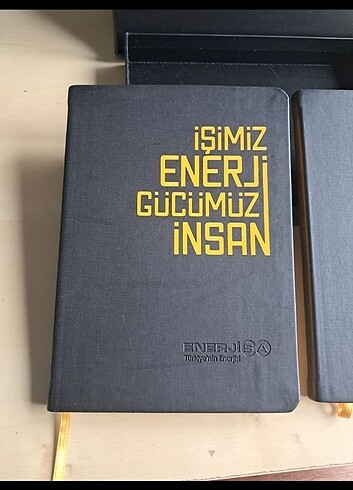 İŞİMİZ
ENERJİ
GÜCÜMÜZ
İNSAN
ENERJİSA
Türkiye'nin Enerjisi